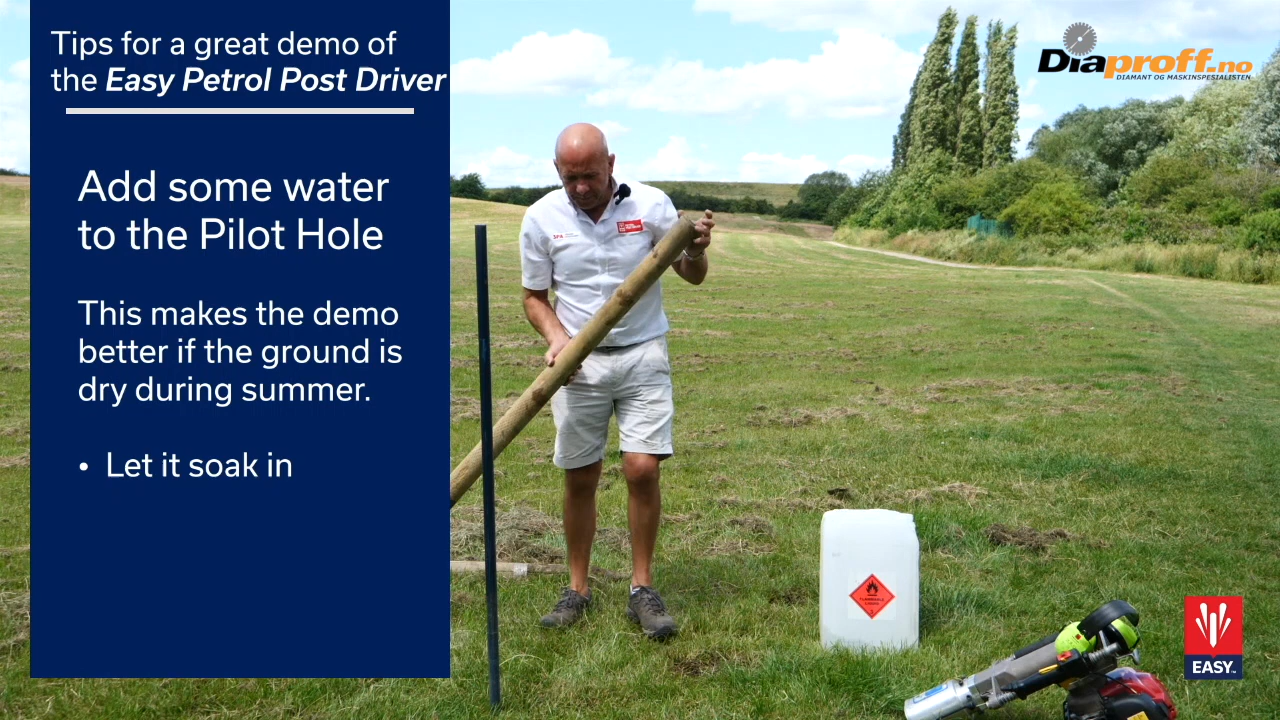 Tips for a great demo of
the Easy Petrol Post Driver
Diaproff.no
DIAMANT OG MASKINSPESIALISTEN
Add some water
to the Pilot Hole
This makes the demo
better if the ground is
dry during summer.
• Let it soak in
EASY